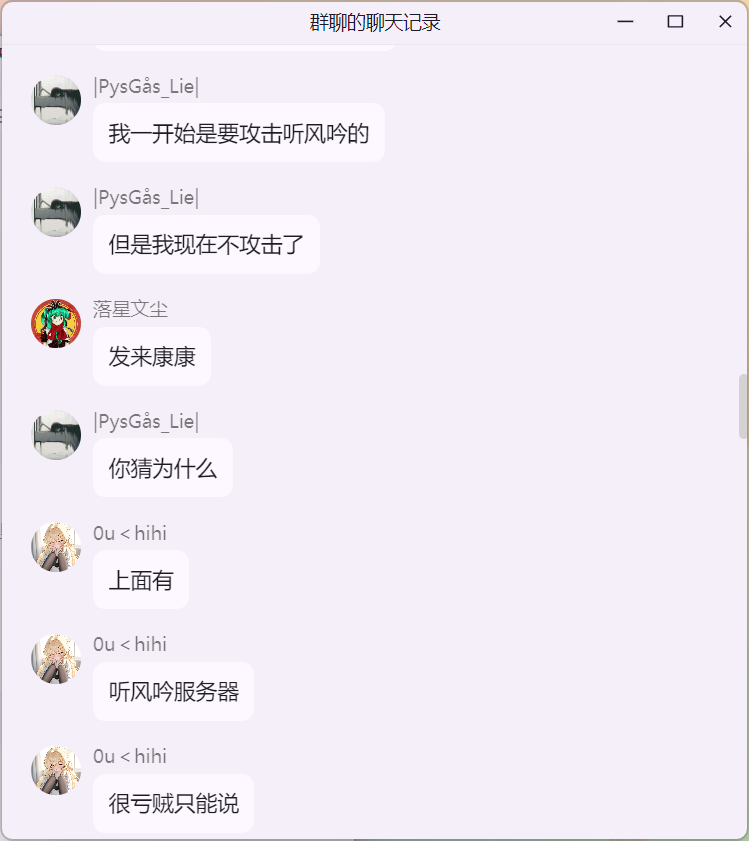 群聊的聊天记录
|PysGås_Lie|
我一开始是要攻击听风吟的
|PysGås_Lie|
但是我现在不攻击了
落星文尘
发来康康
|PysGås_Lie|
你猜为什么
0u < hihi
上面有
0u < hihi
听风吟服务器
0u < hihi
很亏贼只能说